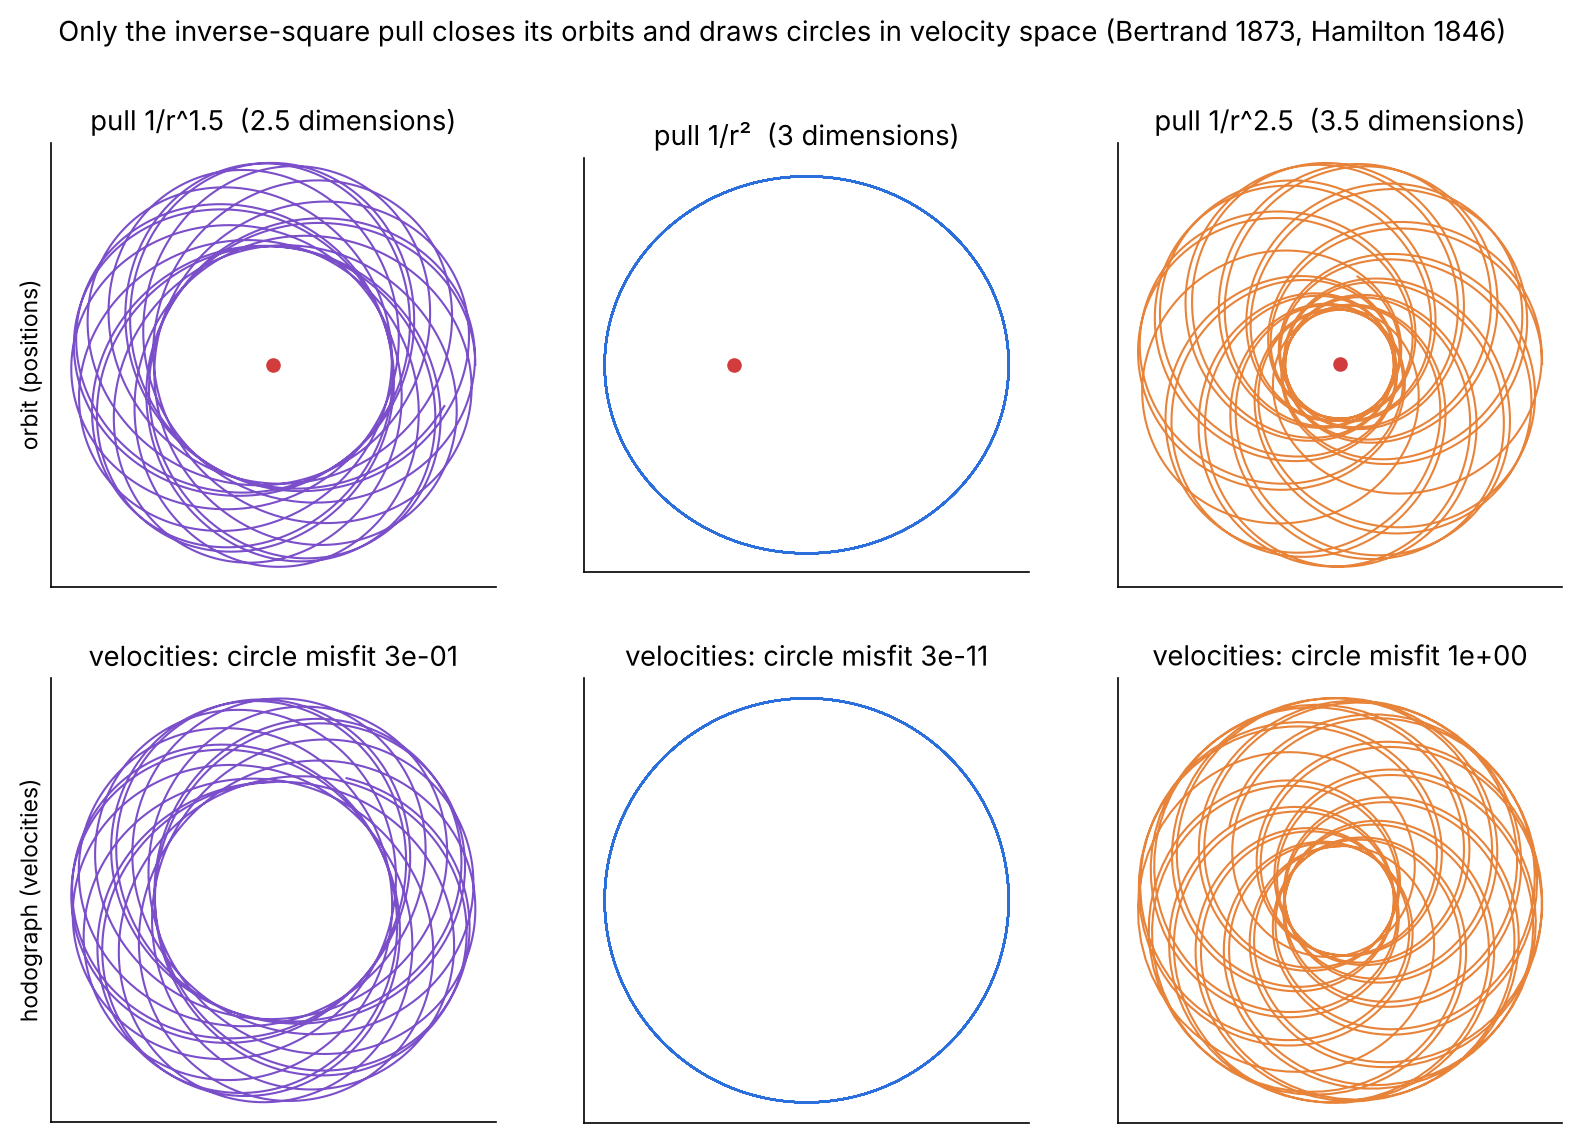 Only the inverse-square pull closes its orbits and draws circles in velocity space (Bertrand 1873, Hamilton 1846)
pull 1/r^1.5  (2.5 dimensions)
pull 1/r²  (3 dimensions)
pull 1/r^2.5  (3.5 dimensions)
orbit (positions)
velocities: circle misfit 3e-01
velocities: circle misfit 3e-11
velocities: circle misfit 1e+00
hodograph (velocities)